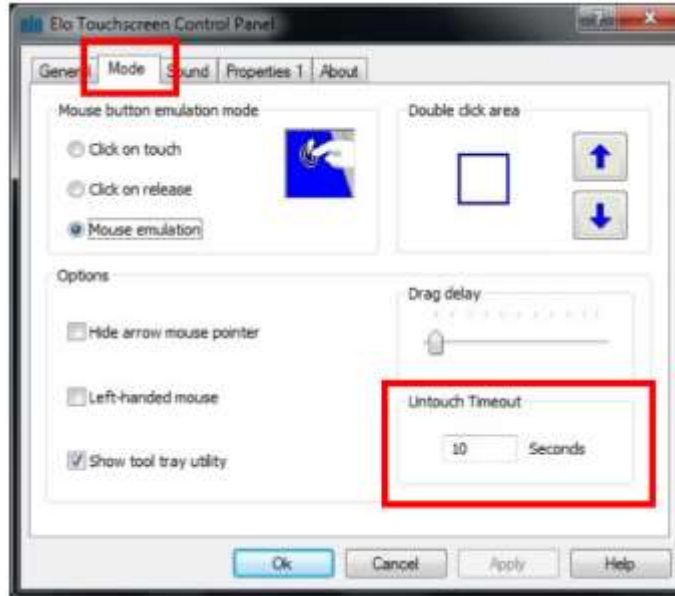 elo Elo Touchscreen Control Panel
General Mode Sound Properties 1 About
Mouse button emulation mode
Click on touch
Click on release
Mouse emulation
Double click area
Options
Hide arrow mouse pointer
Left-handed mouse
Show tool tray utility
Drag delay
Untouch Timeout
10 Seconds
Ok Cancel Apply Help